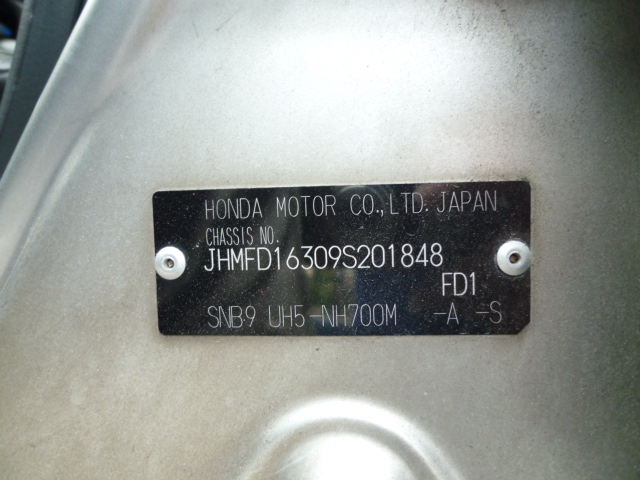 HONDA MOTOR CO.,LTD. JAPAN
CHASSIS NO.
JHMFD16309S201848
FD1
SNB9 UH5-NH700M -A -S